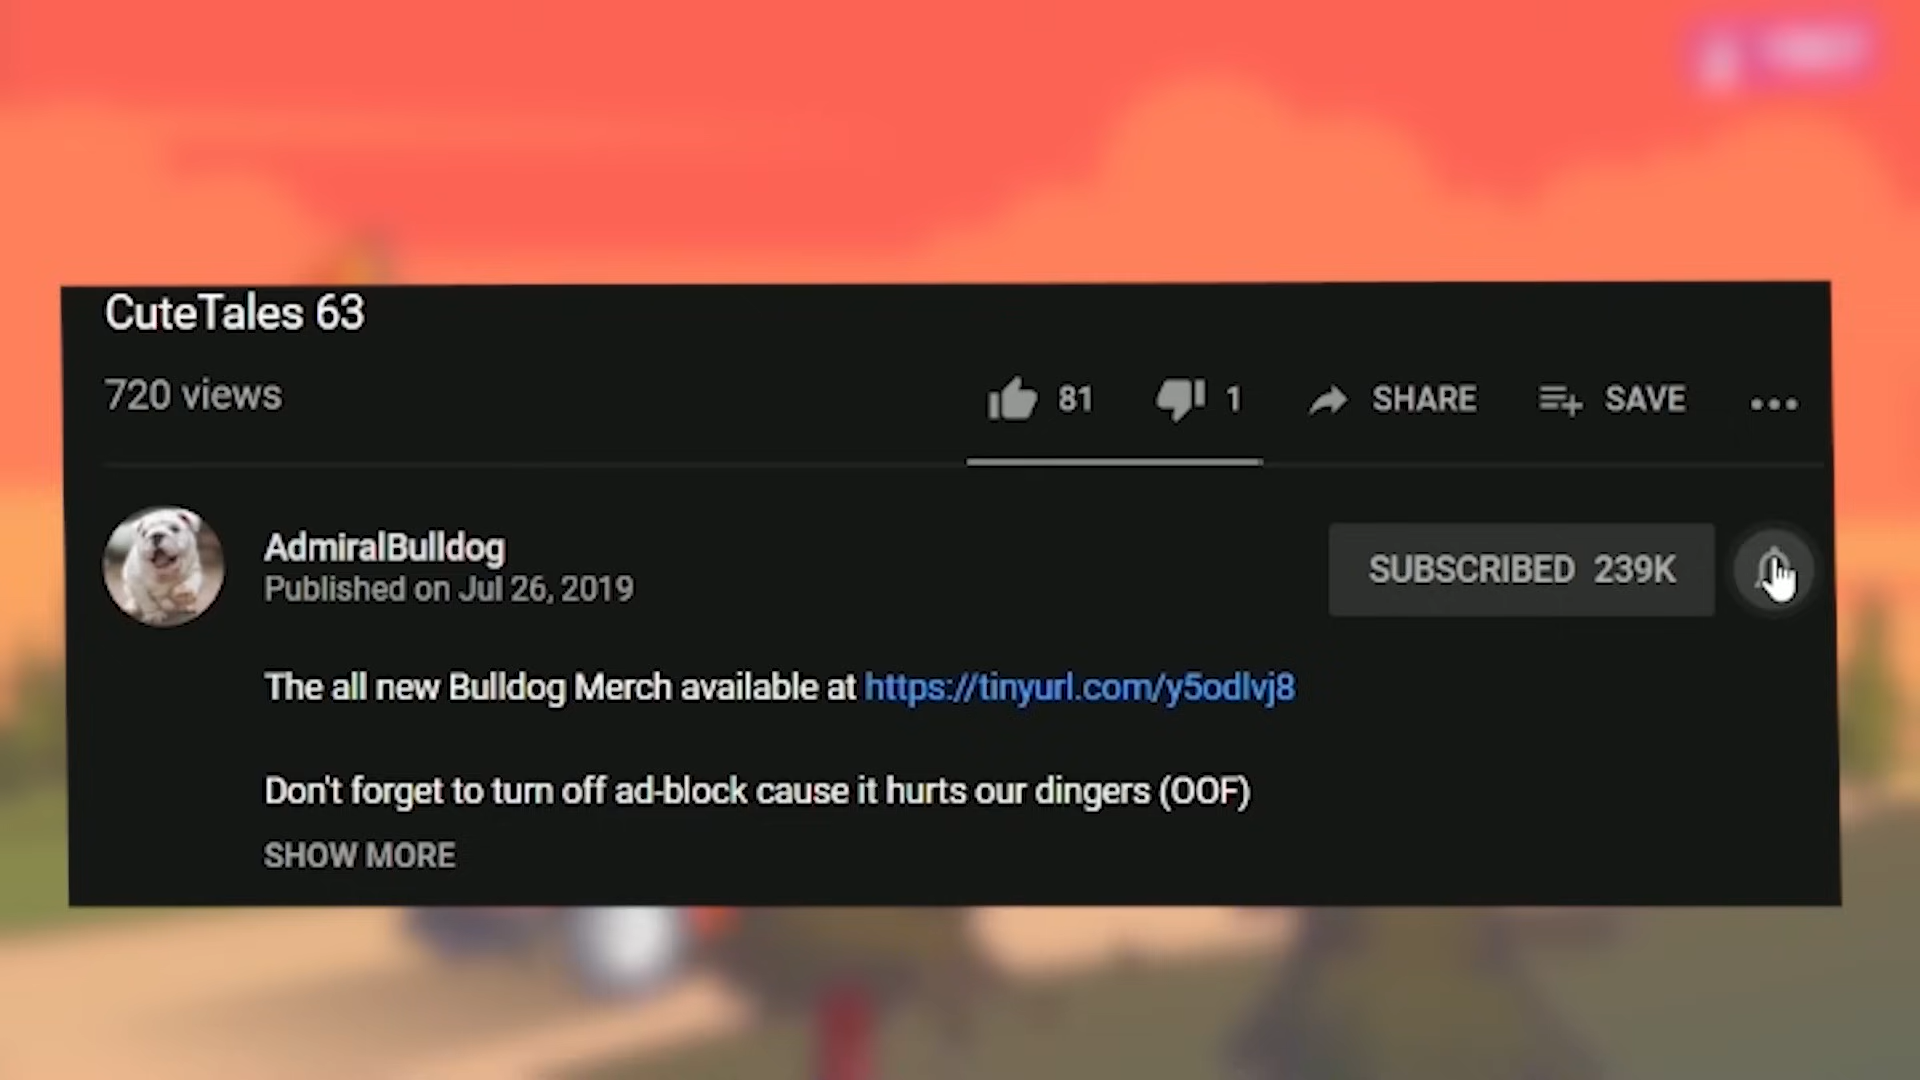 CuteTales 63
720 views
81
1
SHARE
SAVE
AdmiralBulldog
Published on Jul 26, 2019
SUBSCRIBED 239K
The all new Bulldog Merch available at https://tinyurl.com/y5odlvj8
Don't forget to turn off ad-block cause it hurts our dingers (OOF)
SHOW MORE